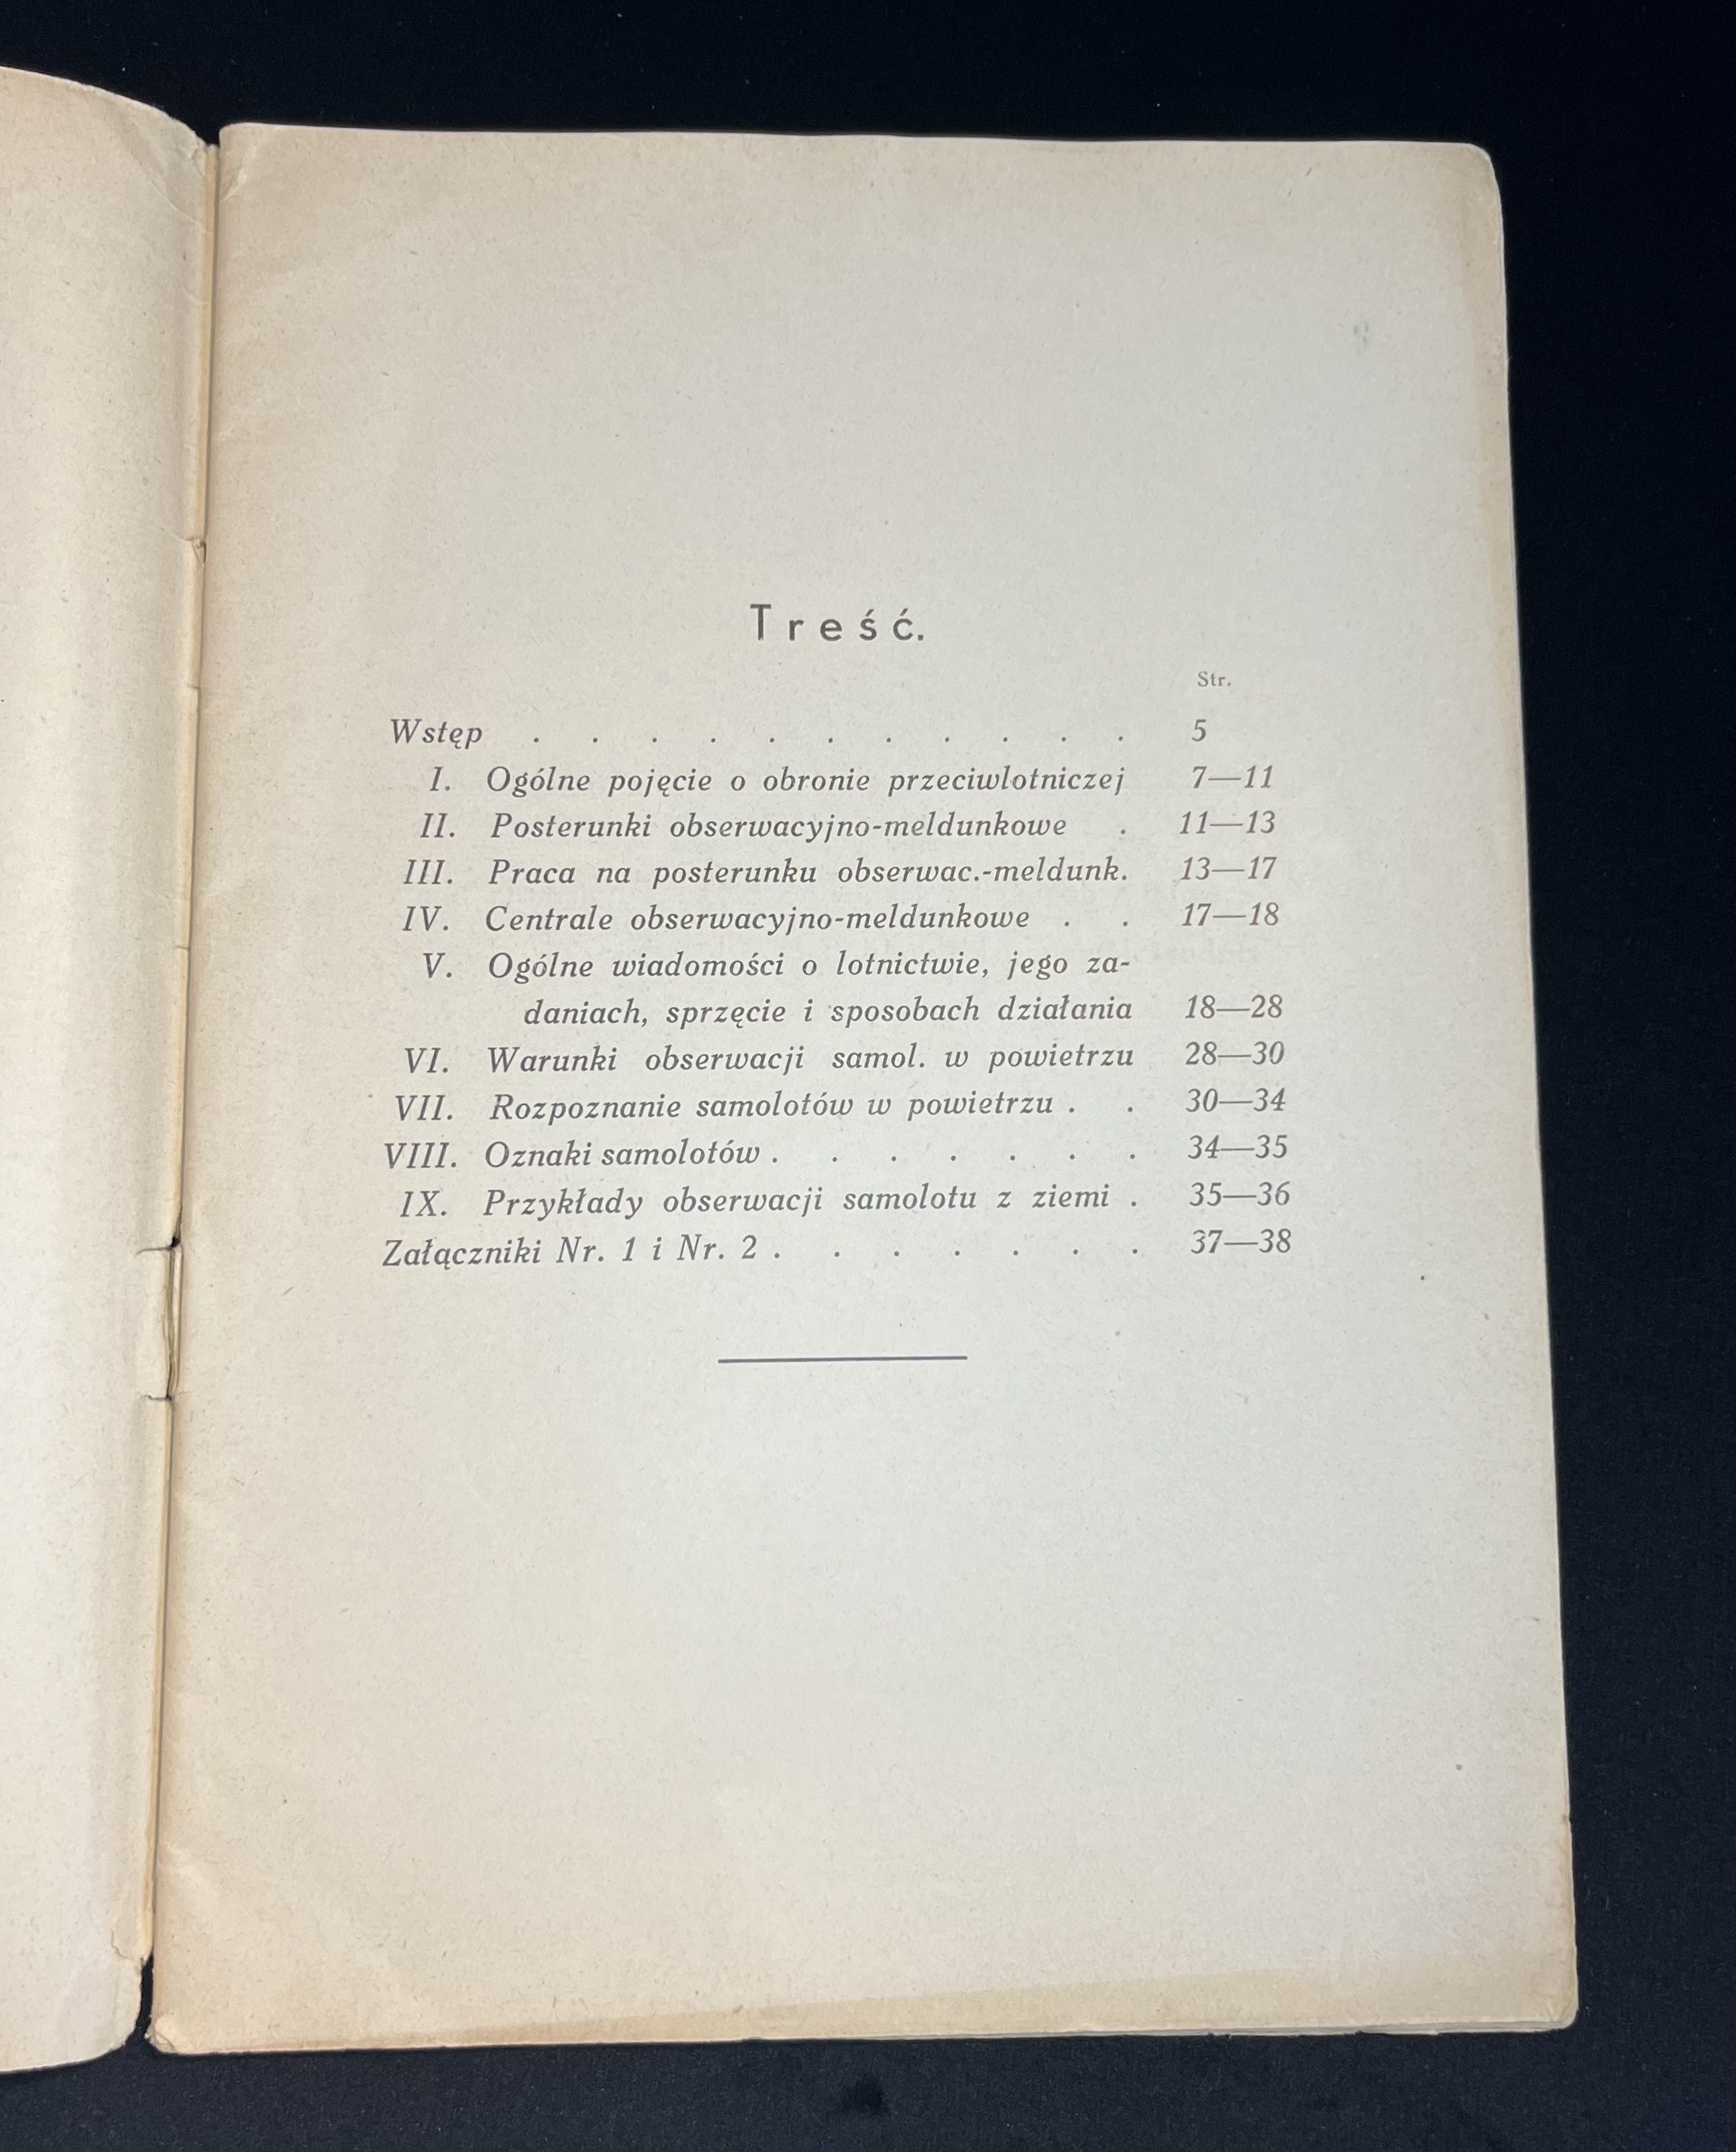 Treść.
Str.
Wstęp . . . . . . . . . . . 5
I. Ogólne pojęcie o obronie przeciwlotniczej 7—11
II. Posterunki obserwacyjno-meldunkowe . 11—13
III. Praca na posterunku obserwac.-meldunk. 13—17
IV. Centrale obserwacyjno-meldunkowe . . 17—18
V. Ogólne wiadomości o lotnictwie, jego za-
daniach, sprzęcie i sposobach działania 18—28
VI. Warunki obserwacji samol. w powietrzu 28—30
VII. Rozpoznanie samolotów w powietrzu . . 30—34
VIII. Oznaki samolotów . . . . . . . 34—35
IX. Przykłady obserwacji samolotu z ziemi . 35—36
Załączniki Nr. 1 i Nr. 2 . . . . . . . 37—38